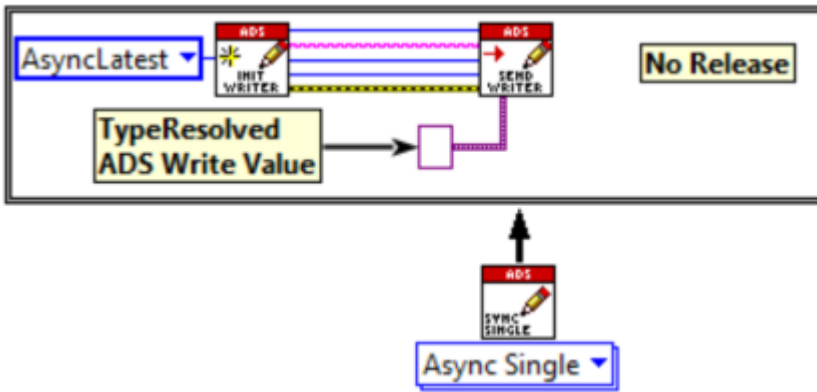 ADS
ADS
AsyncLatest
INIT
WRITER
SEND
WRITER
No Release
TypeResolved
ADS Write Value
ADS
SYNC
SINGLE
Async Single